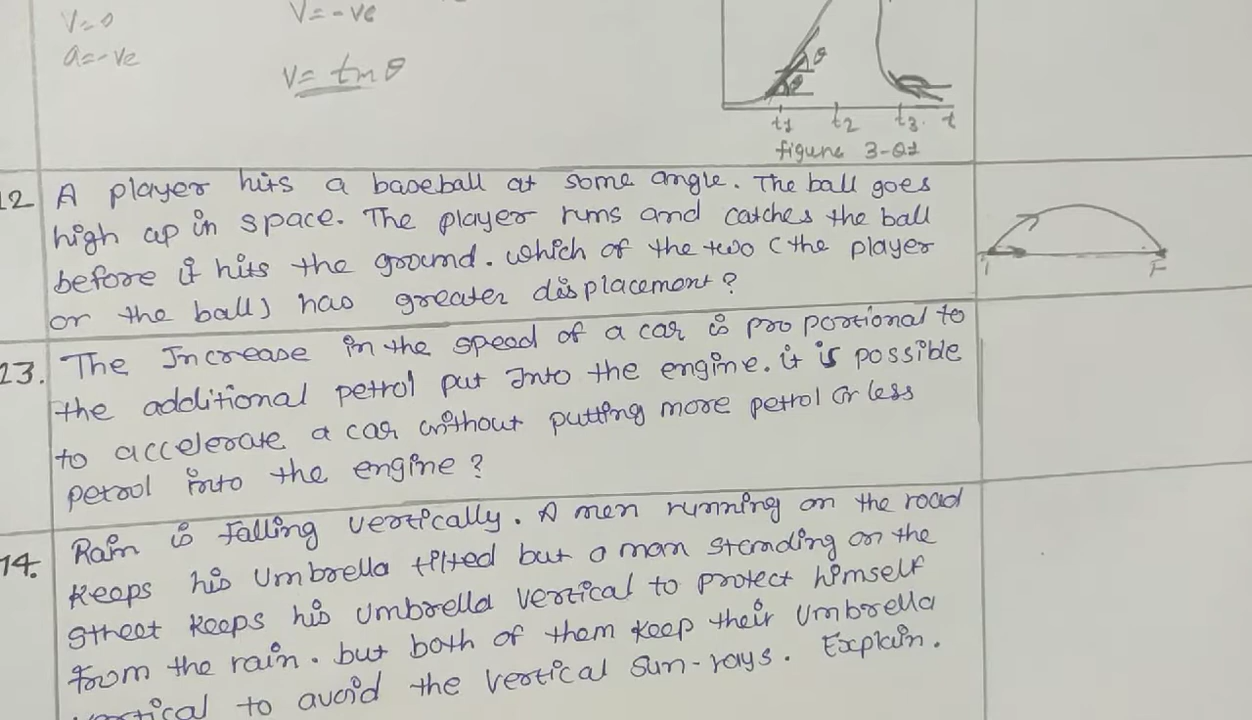 V=0
V=-ve
a=-ve
V= tanθ
θ
θ
t1 t2 t3. t
figure 3-Q1
12 A player hits a baseball at some angle. The ball goes
high up in space. The player runs and catches the ball
before it hits the ground. which of the two (the player
or the ball) has greater displacement?
I F
13. The Increase in the speed of a car is proportional to
the additional petrol put Into the engine. it is possible
to accelerate a car without putting more petrol or less
petrol into the engine?
14. Rain is falling vertically. A men running on the road
keeps his Umbrella tilted but a man standing on the
street keeps his umbrella vertical to protect himself
from the rain. but both of them keep their Umbrella
vertical to avoid the vertical sun-rays. Explain.